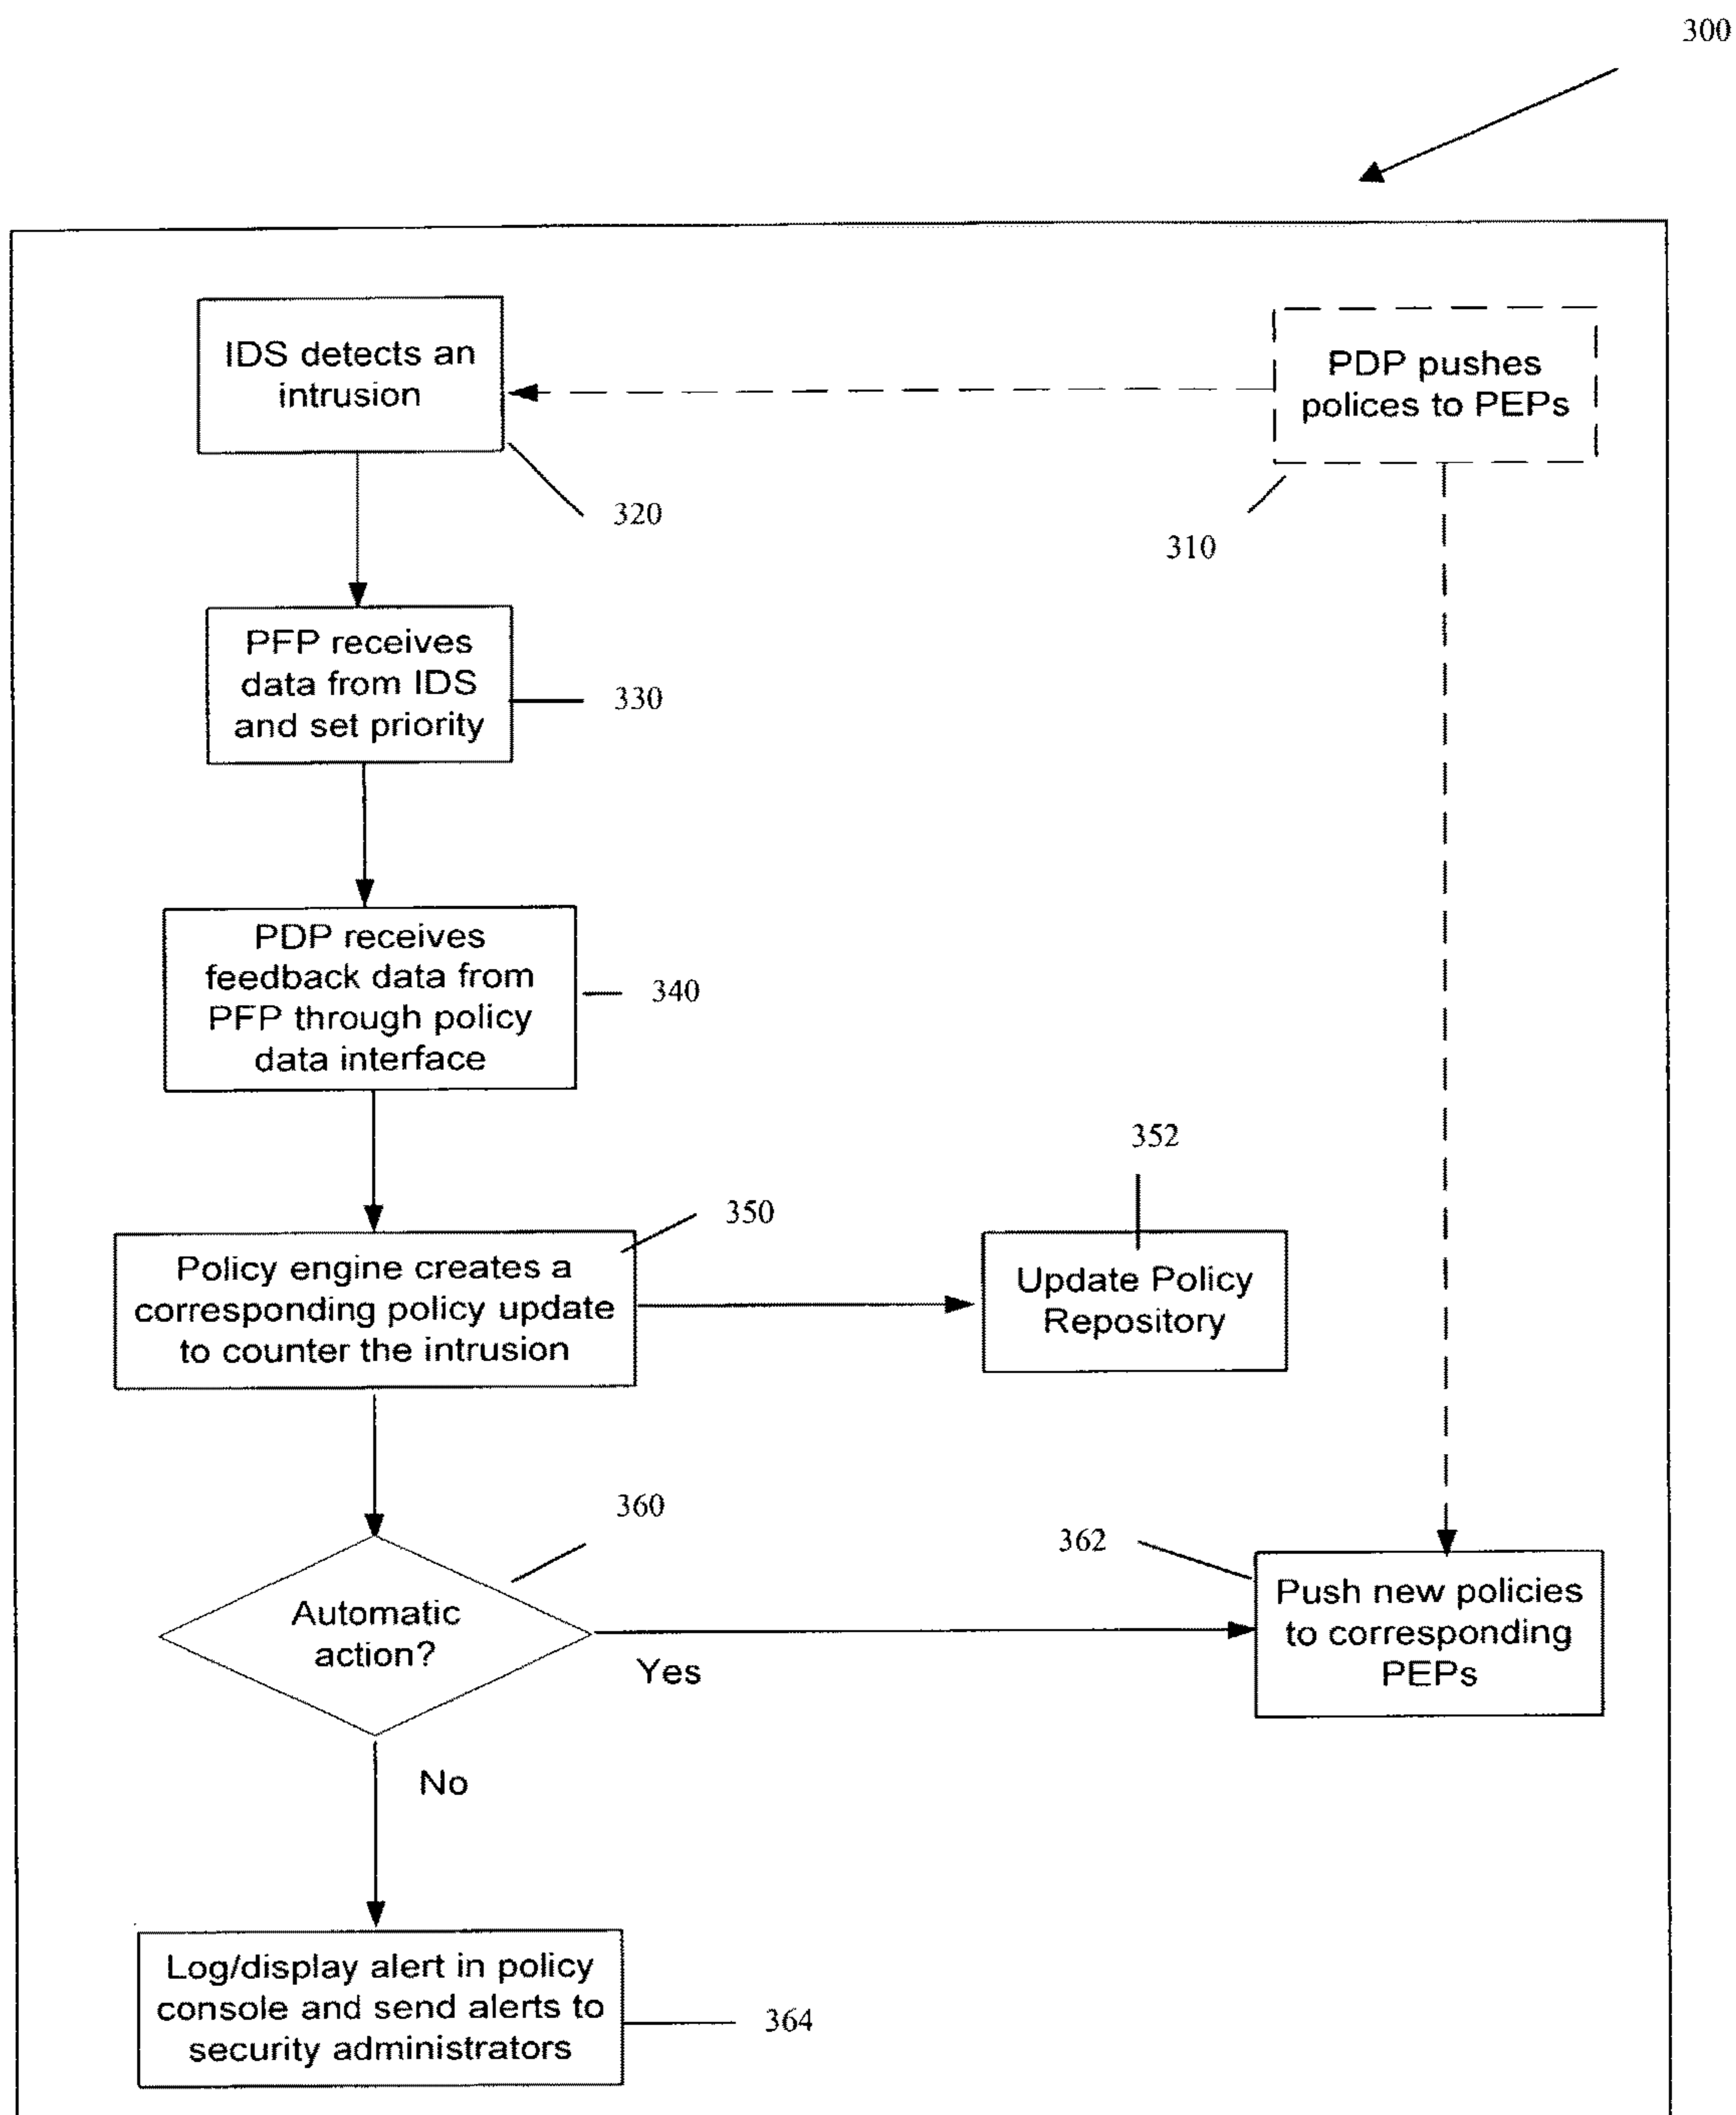 300
IDS detects an
intrusion
PDP pushes
polices to PEPs
320
310
PFP receives
data from IDS
and set priority
330
PDP receives
feedback data from
PFP through policy
data interface
340
352
350
Policy engine creates a
corresponding policy update
to counter the intrusion
Update Policy
Repository
360
362
Automatic
action?
Yes
Push new policies
to corresponding
PEPs
No
Log/display alert in policy
console and send alerts to
security administrators
364